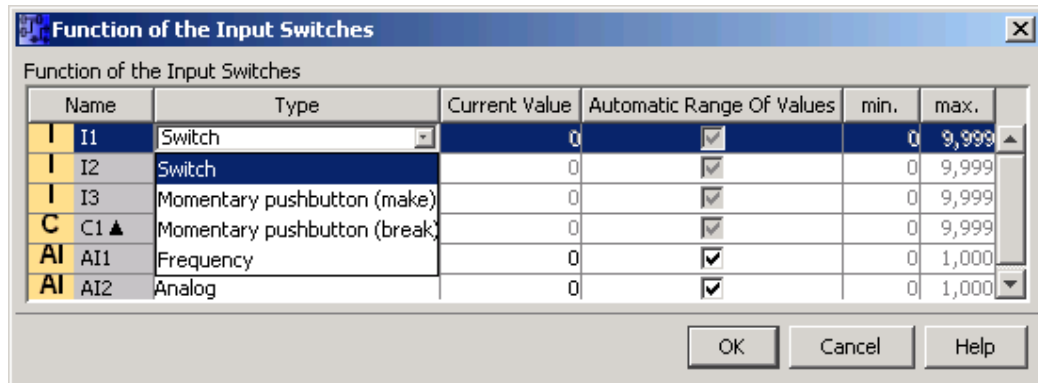 Function of the Input Switches
Function of the Input Switches
Name Type Current Value Automatic Range Of Values min. max.
I I1 Switch 0 0 9,999
I I2 Switch 0 0 9,999
I I3 Momentary pushbutton (make) 0 0 9,999
C C1▲ Momentary pushbutton (break) 0 0 9,999
AI AI1 Frequency 0 0 1,000
AI AI2 Analog 0 0 1,000
OK Cancel Help